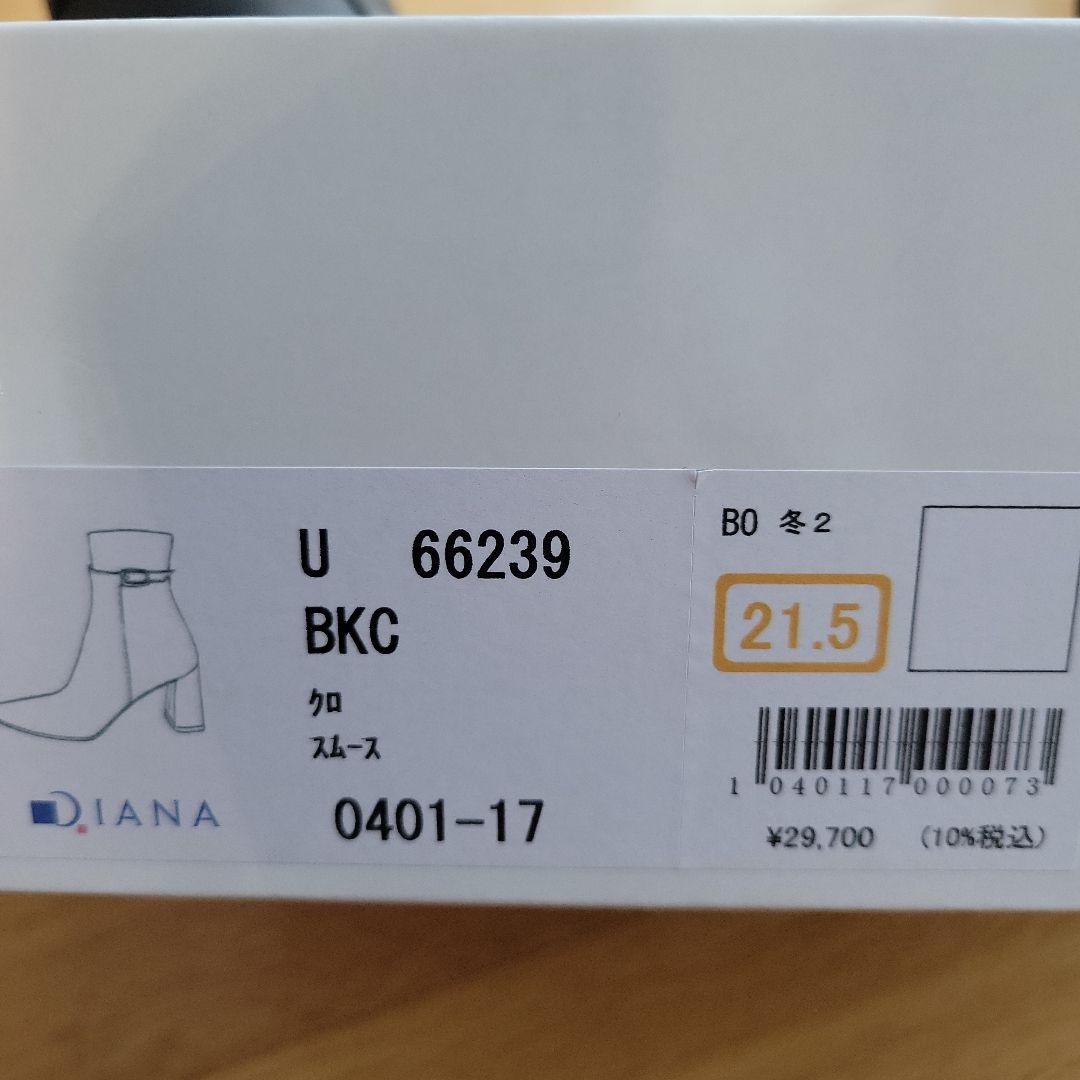 U 66239
BKC
ｸﾛ
ｽﾑｰｽ
DIANA
0401-17
BO 冬2
21.5
1 040117 000073
¥29,700 (10%税込)